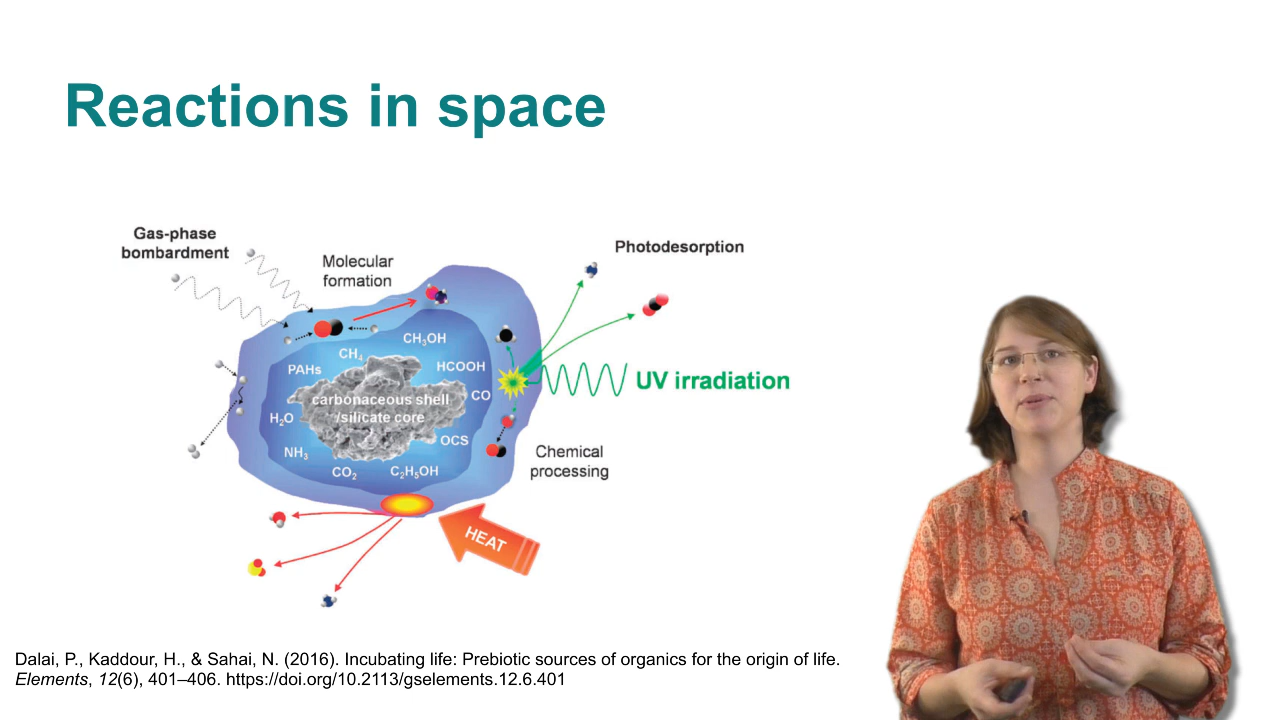 Reactions in space
Gas-phase
bombardment
Molecular
formation
Photodesorption
CH₃OH
CH₄
PAHs
HCOOH
carbonaceous shell
/silicate core
CO
UV irradiation
H₂O
OCS
NH₃
CO₂
C₂H₅OH
Chemical
processing
HEAT
Dalai, P., Kaddour, H., & Sahai, N. (2016). Incubating life: Prebiotic sources of organics for the origin of life.
Elements, 12(6), 401–406. https://doi.org/10.2113/gselements.12.6.401